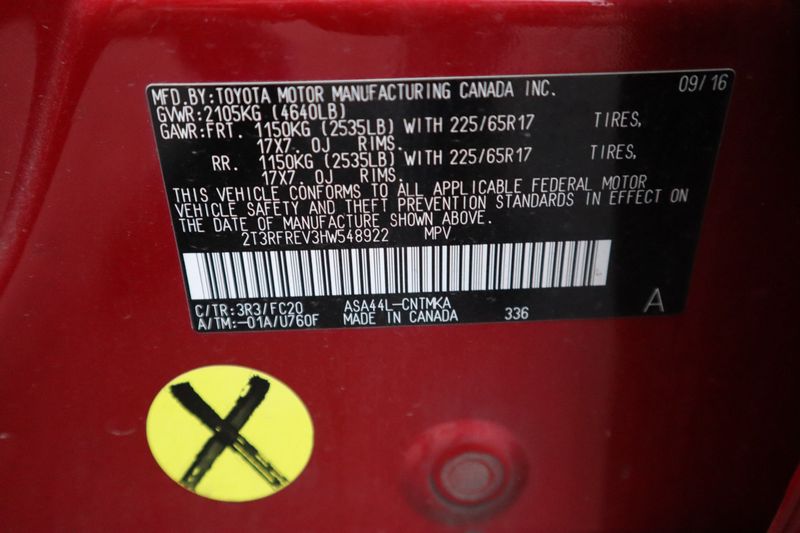 MFD.BY:TOYOTA MOTOR MANUFACTURING CANADA INC. 09/16
GVWR:2105KG (4640LB)
GAWR:FRT. 1150KG (2535LB) WITH 225/65R17 TIRES,
17X7. 0J RIMS.
RR. 1150KG (2535LB) WITH 225/65R17 TIRES,
17X7. 0J RIMS.
THIS VEHICLE CONFORMS TO ALL APPLICABLE FEDERAL MOTOR
VEHICLE SAFETY AND THEFT PREVENTION STANDARDS IN EFFECT ON
THE DATE OF MANUFACTURE SHOWN ABOVE.
2T3RFREV3HW548922 MPV
C/TR:3R3/FC20 ASA44L-CNTMKA
A/TM:-01A/U760F MADE IN CANADA 336 A